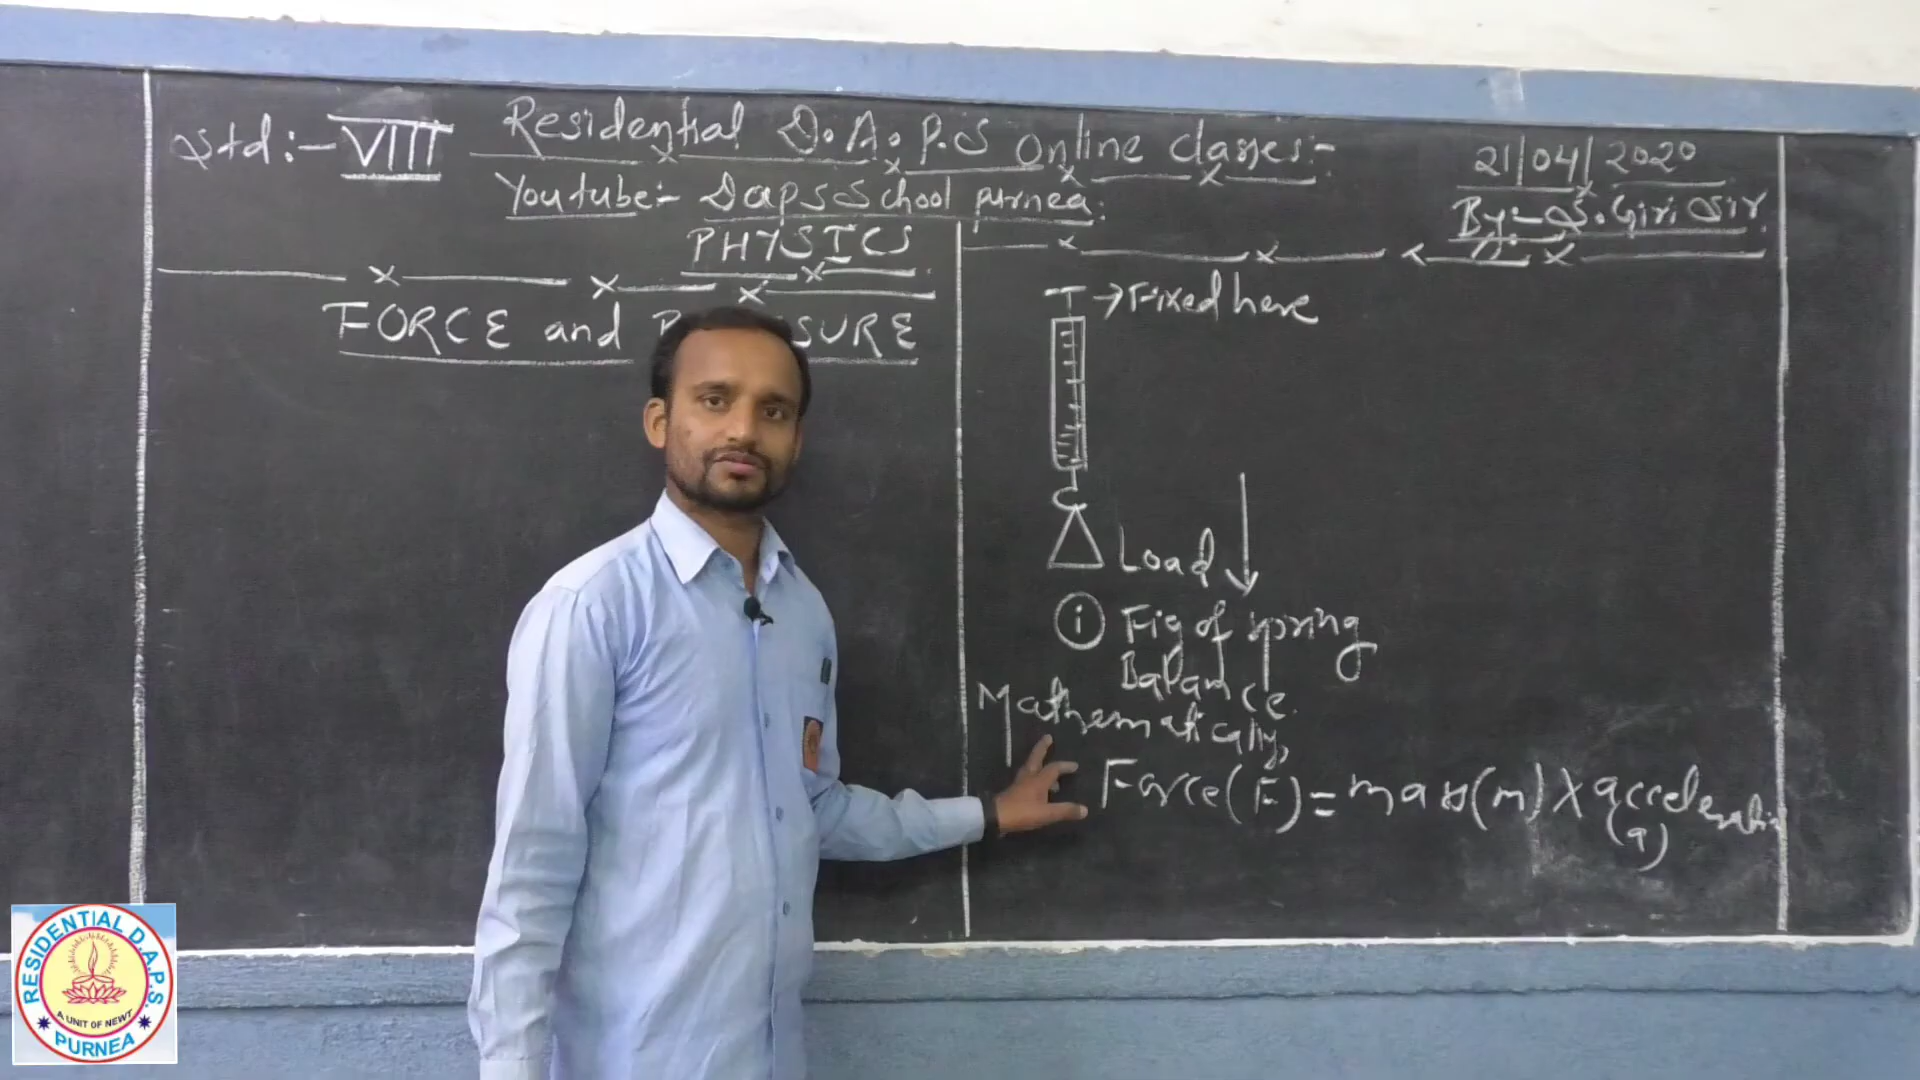 Std:- VIII
Residential D.A.P.S Online classes:-
21/04/2020
Youtube:- Daps School purnea.
By:- S. Giri Sir
PHYSICS
FORCE and P SURE
→ Fixed here
Load
(i) Fig of spring
Balance.
Mathematically,
Force(F) = mass(m) X acceleration
(a)
RESIDENTIAL D.A.P.S.
A UNIT OF NEWT
PURNEA